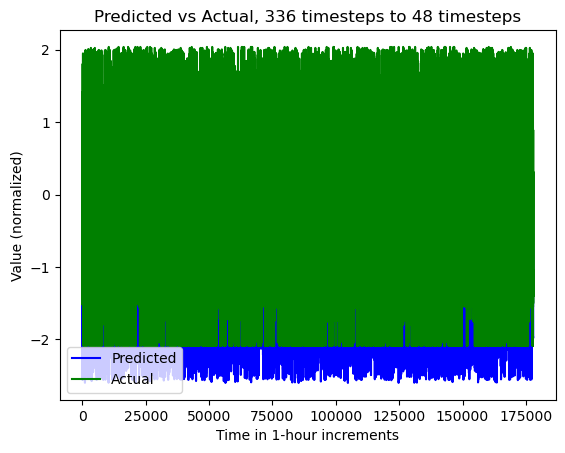 Predicted vs Actual, 336 timesteps to 48 timesteps
Value (normalized)
2
1
0
−1
−2
Predicted
Actual
0 25000 50000 75000 100000 125000 150000 175000
Time in 1-hour increments